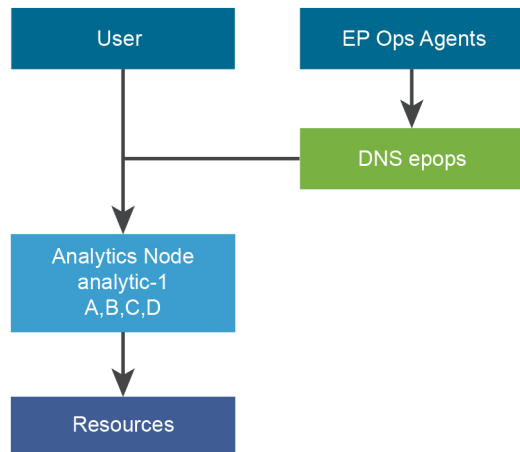 User
EP Ops Agents
DNS epops
Analytics Node
analytic-1
A,B,C,D
Resources